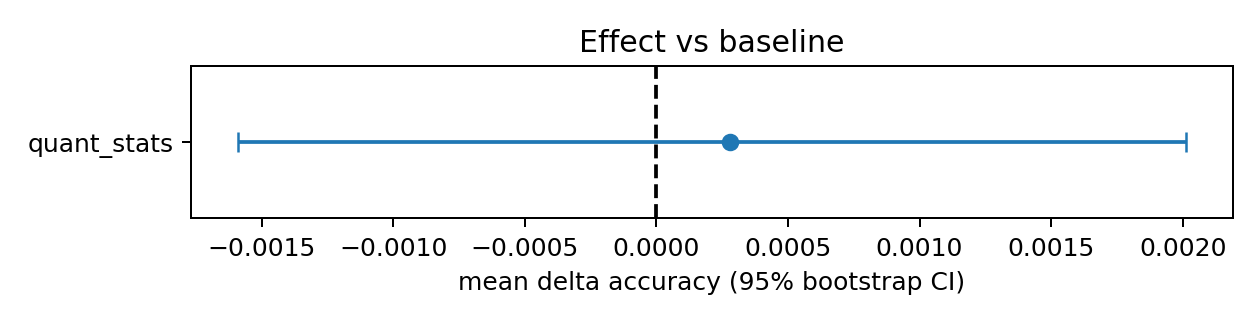 Effect vs baseline
quant_stats
−0.0015 −0.0010 −0.0005 0.0000 0.0005 0.0010 0.0015 0.0020
mean delta accuracy (95% bootstrap CI)